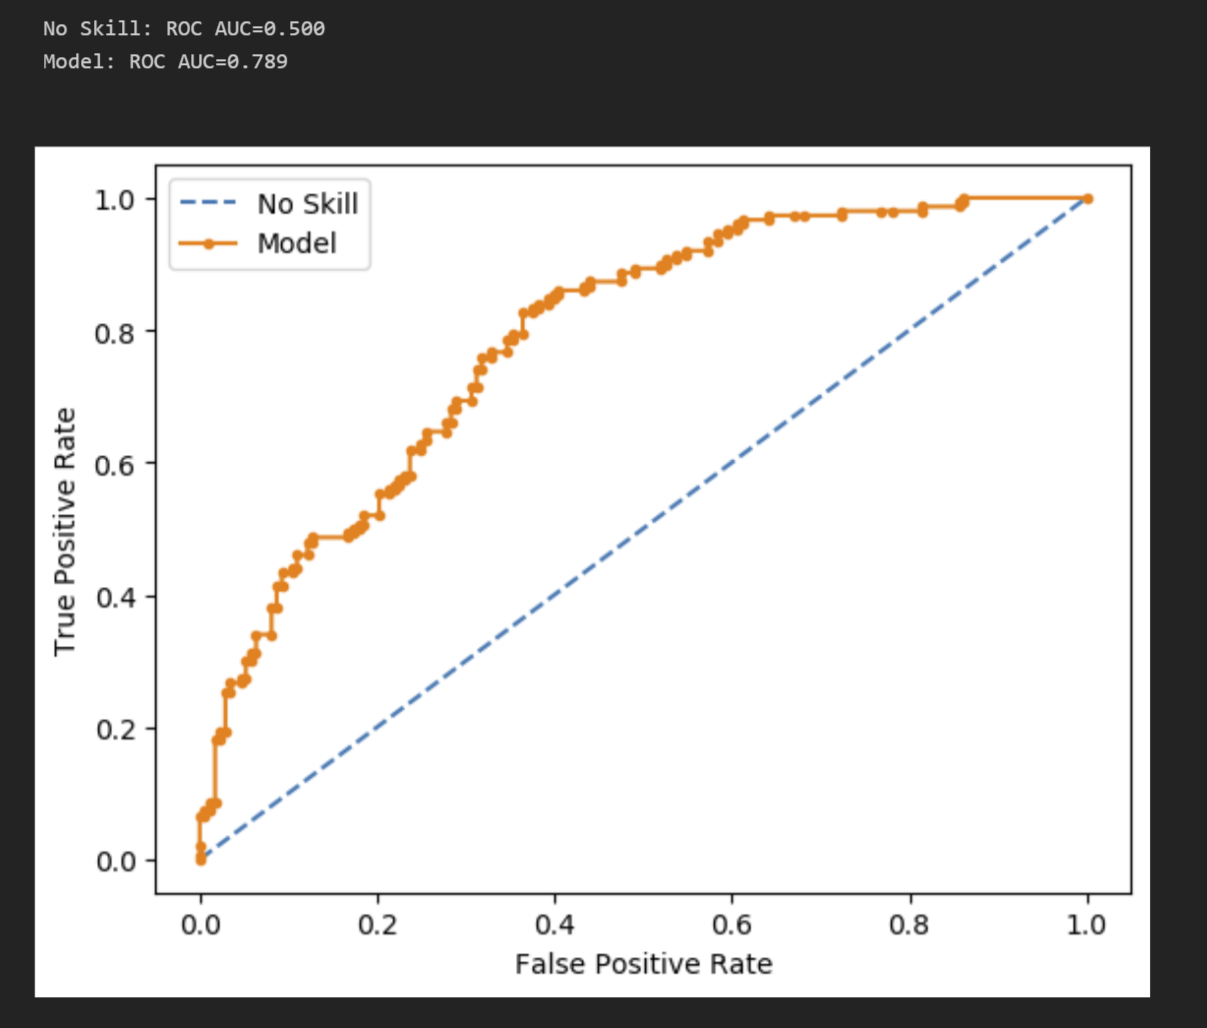 No Skill: ROC AUC=0.500
Model: ROC AUC=0.789
No Skill
Model
1.0
0.8
0.6
0.4
0.2
0.0
True Positive Rate
0.0 0.2 0.4 0.6 0.8 1.0
False Positive Rate